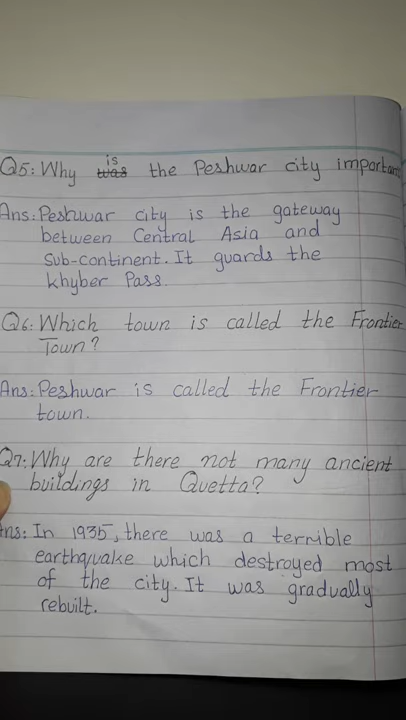 Q5: Why was is the Peshwar city important
Ans: Peshwar city is the gateway
between Central Asia and
Sub-continent. It guards the
khyber Pass.
Q6: Which town is called the Frontier
Town?
Ans: Peshwar is called the Frontier
town.
Q7: Why are there not many ancient
buildings in Quetta?
Ans: In 1935, there was a terrible
earthquake which destroyed most
of the city. It was gradually
rebuilt.